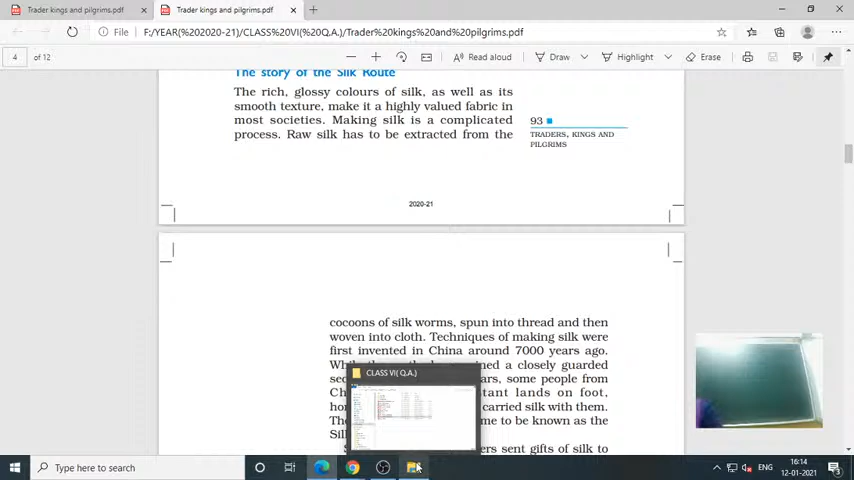 Trader kings and pilgrims.pdf
Trader kings and pilgrims.pdf
File
F:/YEAR(%202020-21)/CLASS%20VI(%20Q.A.)/Trader%20kings%20and%20pilgrims.pdf
4 of 12
Read aloud
Draw
Highlight
Erase
The story of the Silk Route
The rich, glossy colours of silk, as well as its
smooth texture, make it a highly valued fabric in
most societies. Making silk is a complicated
process. Raw silk has to be extracted from the
93
TRADERS, KINGS AND
PILGRIMS
2020-21
cocoons of silk worms, spun into thread and then
woven into cloth. Techniques of making silk were
first invented in China around 7000 years ago.
ned a closely guarded
ars, some people from
stant lands on foot,
carried silk with them.
me to be known as the
Sil
ers sent gifts of silk to
CLASS VI( Q.A.)
Type here to search
ENG
16:14
12-01-2021
3